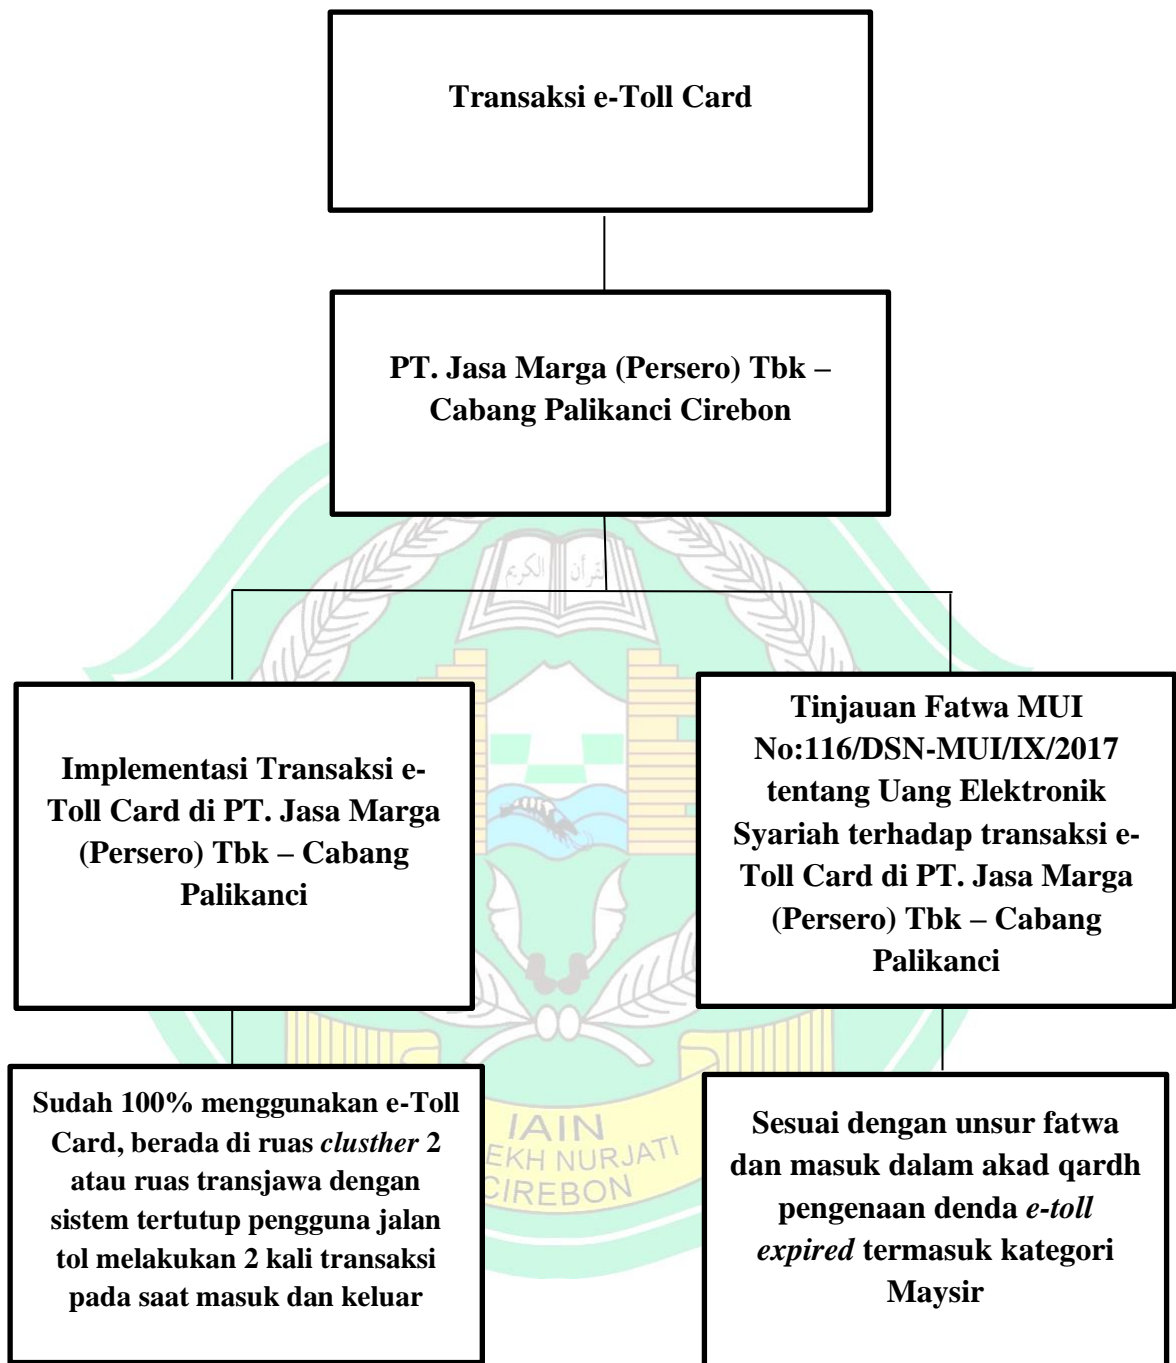 Transaksi e-Toll Card
PT. Jasa Marga (Persero) Tbk –
Cabang Palikanci Cirebon
القرآن الكريم
Implementasi Transaksi e-
Toll Card di PT. Jasa Marga
(Persero) Tbk – Cabang
Palikanci
Tinjauan Fatwa MUI
No:116/DSN-MUI/IX/2017
tentang Uang Elektronik
Syariah terhadap transaksi e-
Toll Card di PT. Jasa Marga
(Persero) Tbk – Cabang
Palikanci
Sudah 100% menggunakan e-Toll
Card, berada di ruas clusther 2
atau ruas transjawa dengan
sistem tertutup pengguna jalan
tol melakukan 2 kali transaksi
pada saat masuk dan keluar
Sesuai dengan unsur fatwa
dan masuk dalam akad qardh
pengenaan denda e-toll
expired termasuk kategori
Maysir
IAIN
EKH NURJATI
CIREBON